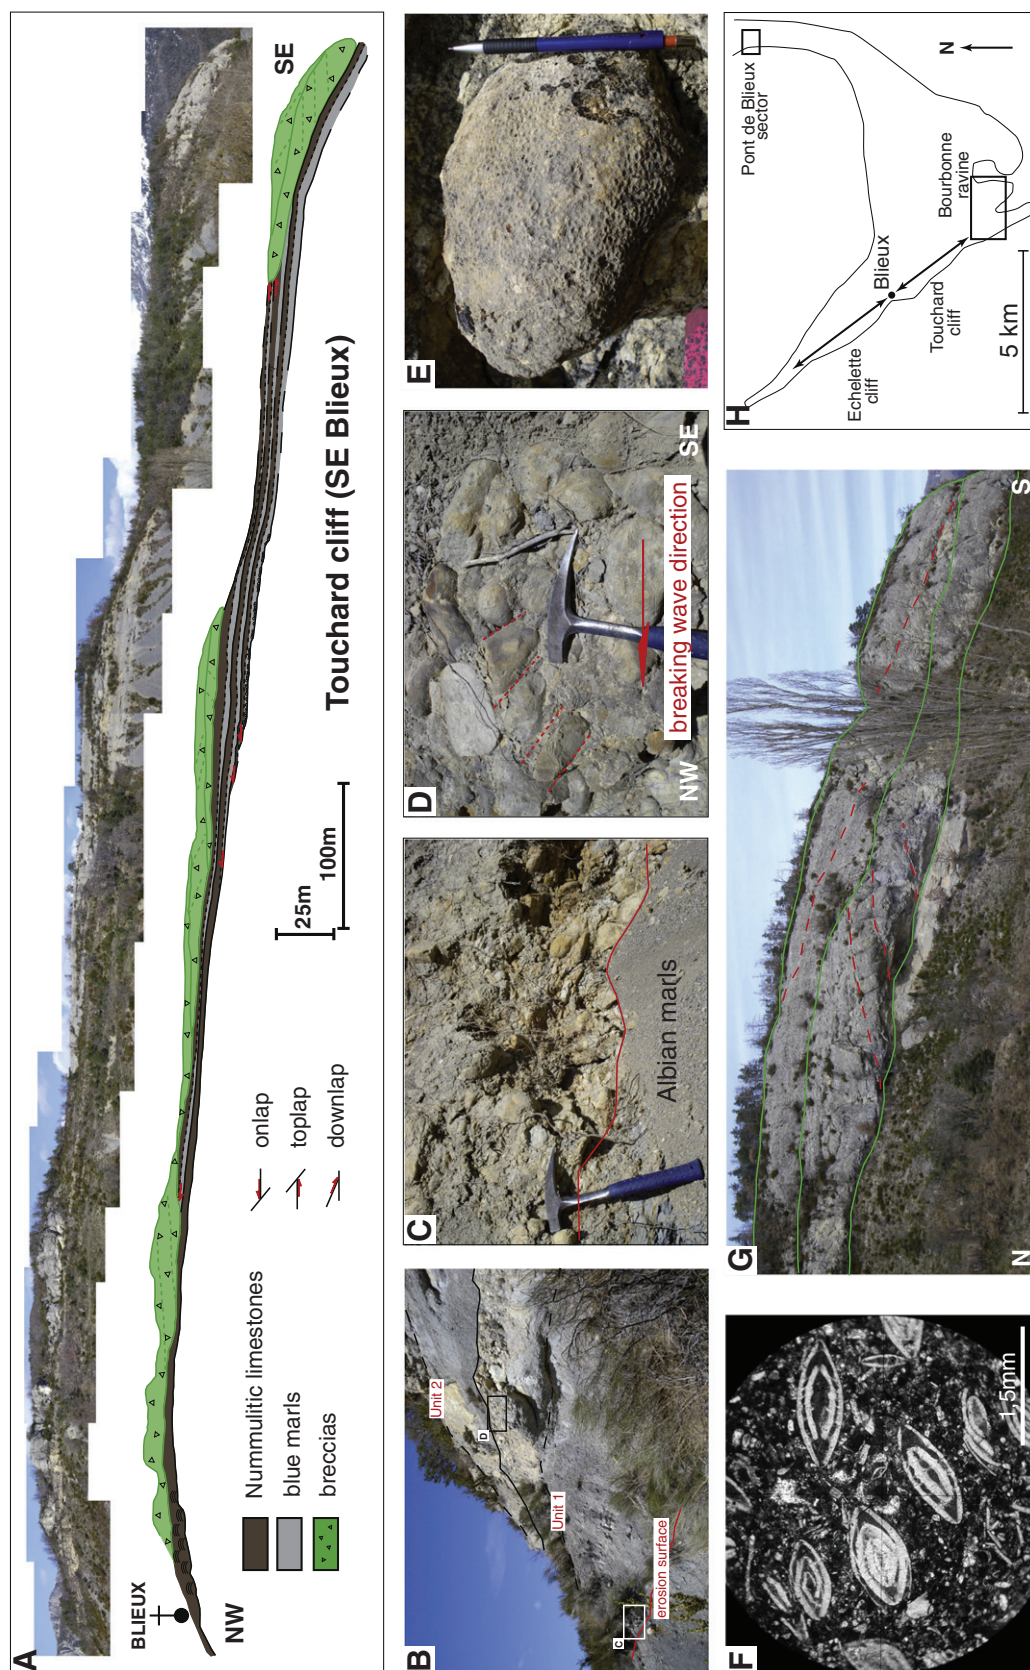 A
BLIEUX
NW
SE
Touchard cliff (SE Blieux)
25m
100m
Nummulitic limestones
blue marls
breccias
onlap
toplap
downlap
B
Unit 2
Unit 1
erosion surface
C
D
C
Albian marls
D
NW
SE
breaking wave direction
E
F
1,5mm
G
N
S
H
Pont de Blieux
sector
N
Bourbonne
ravine
Blieux
Touchard
cliff
Echelette
cliff
5 km